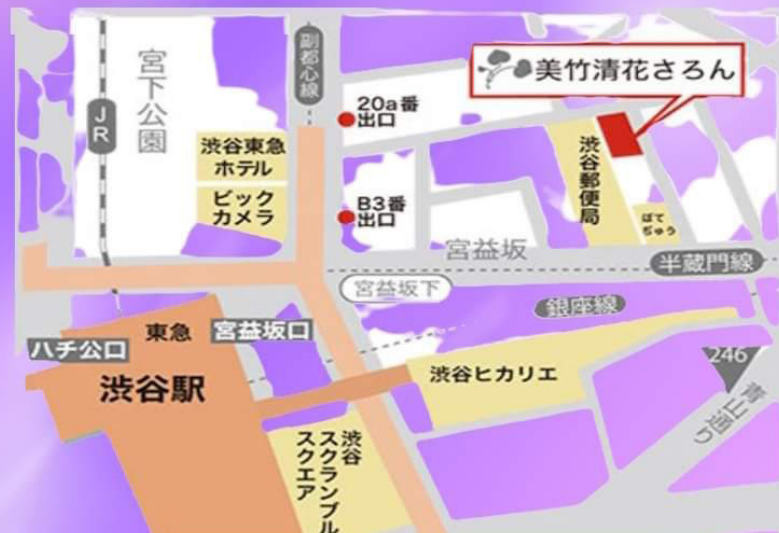 宮下公園
副都心線
美竹清花さろん
JR
20a番
出口
渋谷東急
ホテル
ビック
カメラ
B3番
出口
渋谷郵便局
ぼて
ぢゅう
宮益坂
半蔵門線
宮益坂下
銀座線
東急
宮益坂口
ハチ公口
渋谷駅
渋谷ヒカリエ
246
青山通り
渋谷
スクランブル
スクエア